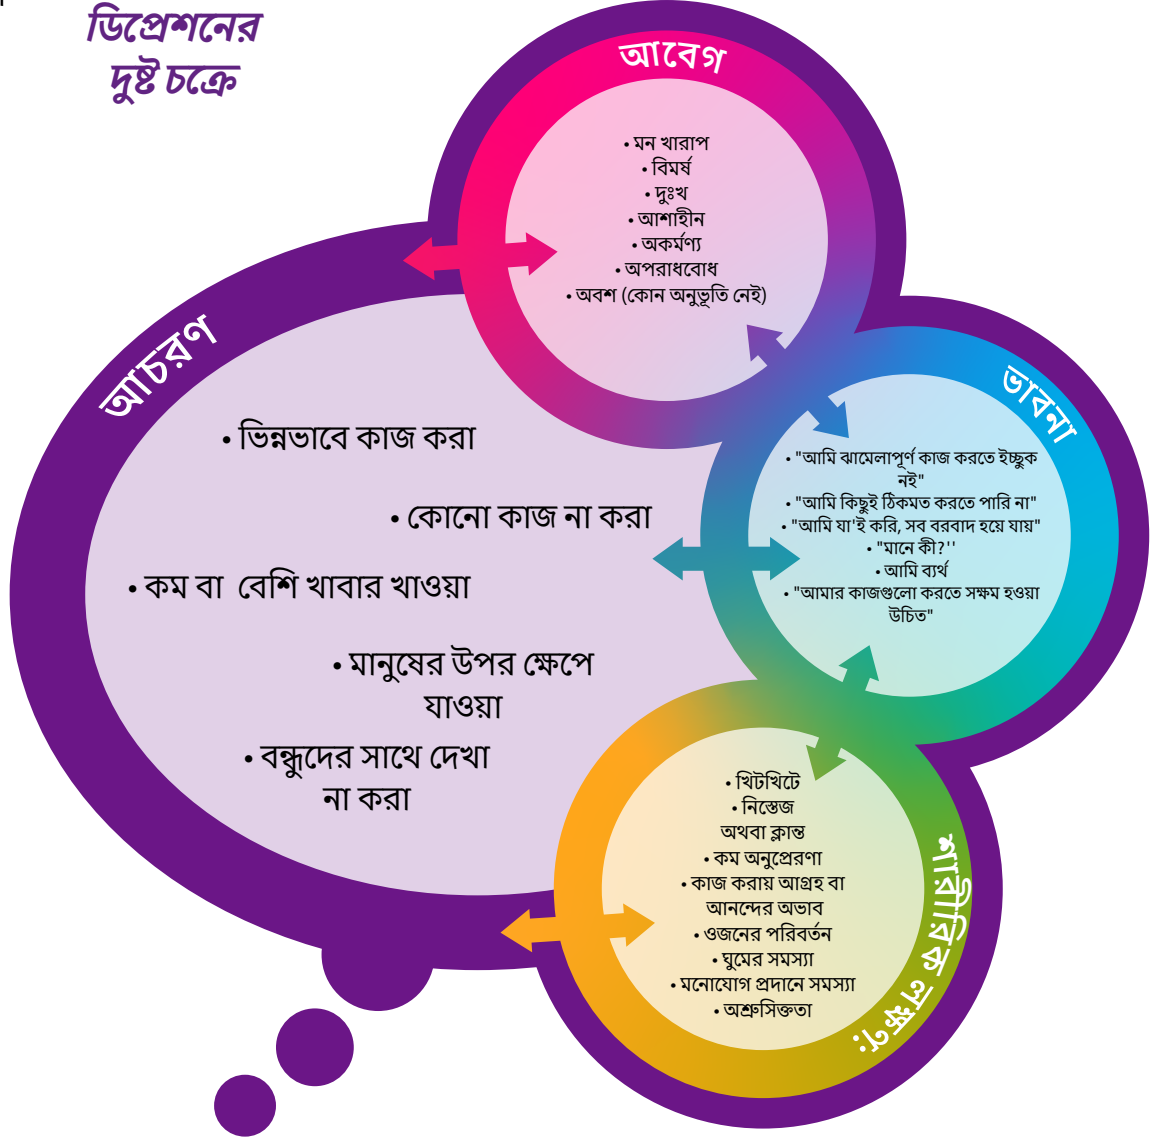 ডিপ্রেশনের
দুষ্ট চক্রে
আবেগ
• মন খারাপ
• বিমর্ষ
• দুঃখ
• আশাহীন
• অকর্মণ্য
• অপরাধবোধ
• অবশ (কোন অনুভূতি নেই)
আচরণ
• ভিন্নভাবে কাজ করা
• কোনো কাজ না করা
• কম বা বেশি খাবার খাওয়া
• মানুষের উপর ক্ষেপে
যাওয়া
• বন্ধুদের সাথে দেখা
না করা
ভাবনা
• "আমি ঝামেলাপূর্ণ কাজ করতে ইচ্ছুক
নই"
• "আমি কিছুই ঠিকমত করতে পারি না"
• "আমি যা'ই করি, সব বরবাদ হয়ে যায়"
• "মানে কী?''
• আমি ব্যর্থ
• "আমার কাজগুলো করতে সক্ষম হওয়া
উচিত"
শারীরিক লক্ষণ:
• খিটখিটে
• নিস্তেজ
অথবা ক্লান্ত
• কম অনুপ্রেরণা
• কাজ করায় আগ্রহ বা
আনন্দের অভাব
• ওজনের পরিবর্তন
• ঘুমের সমস্যা
• মনোযোগ প্রদানে সমস্যা
• অশ্রুসিক্ততা